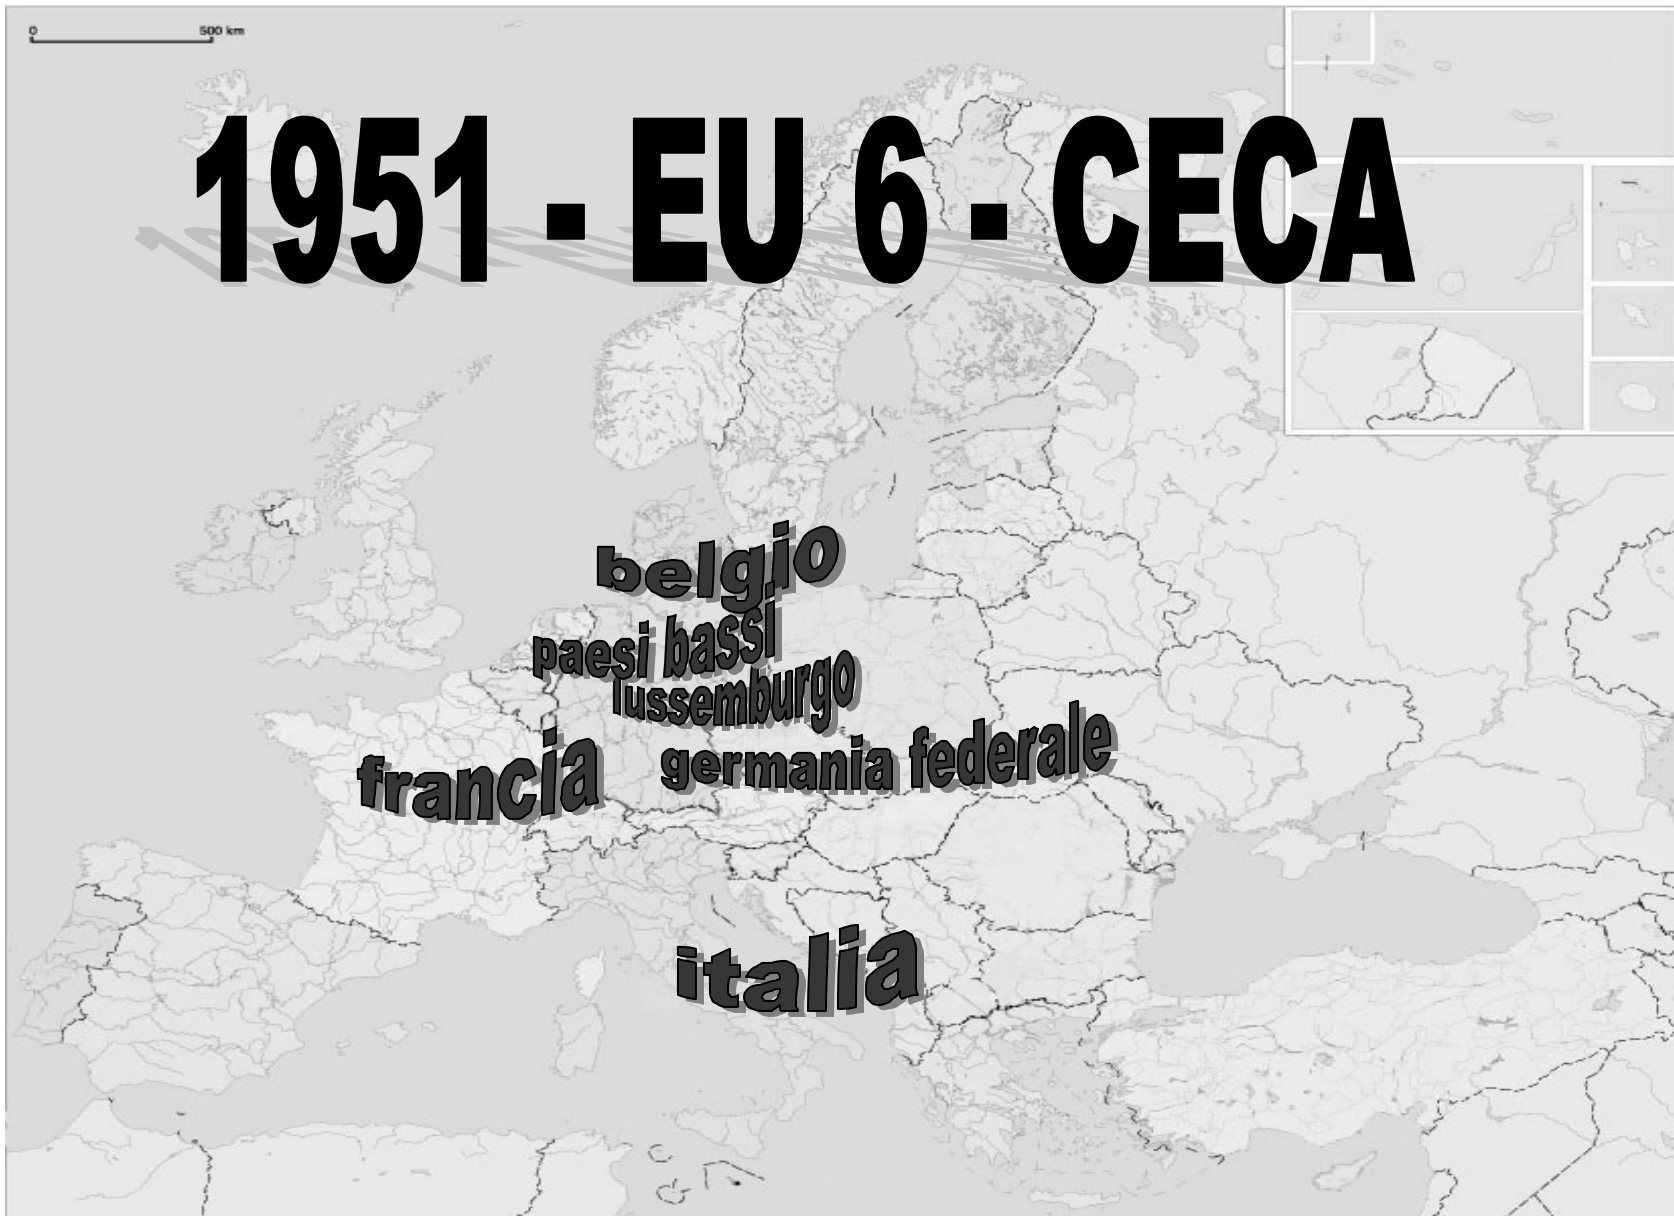 0 500 km
1951 - EU 6 - CECA
belgio
paesi bassi
lussemburgo
francia
germania federale
italia